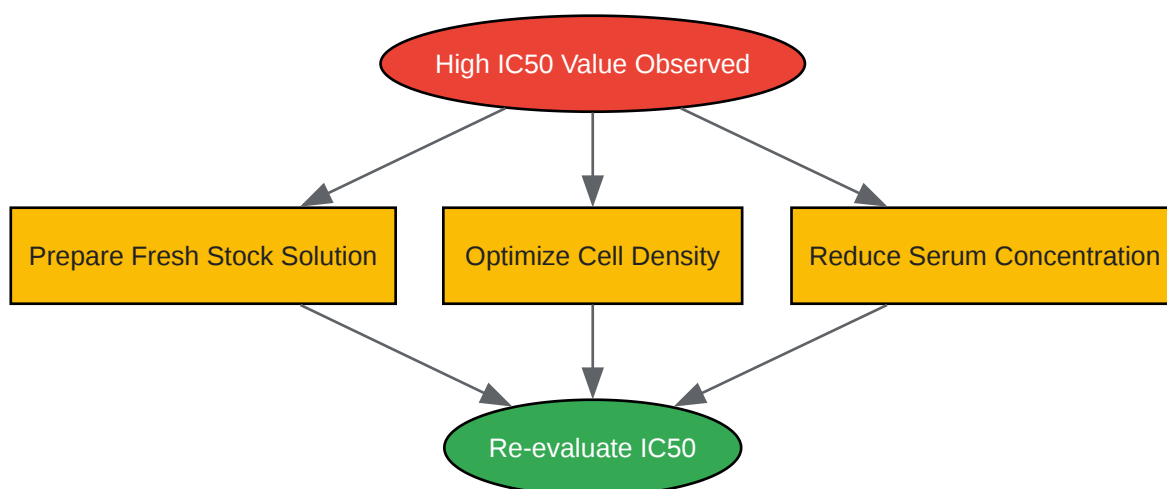 High IC50 Value Observed
Prepare Fresh Stock Solution
Optimize Cell Density
Reduce Serum Concentration
Re-evaluate IC50